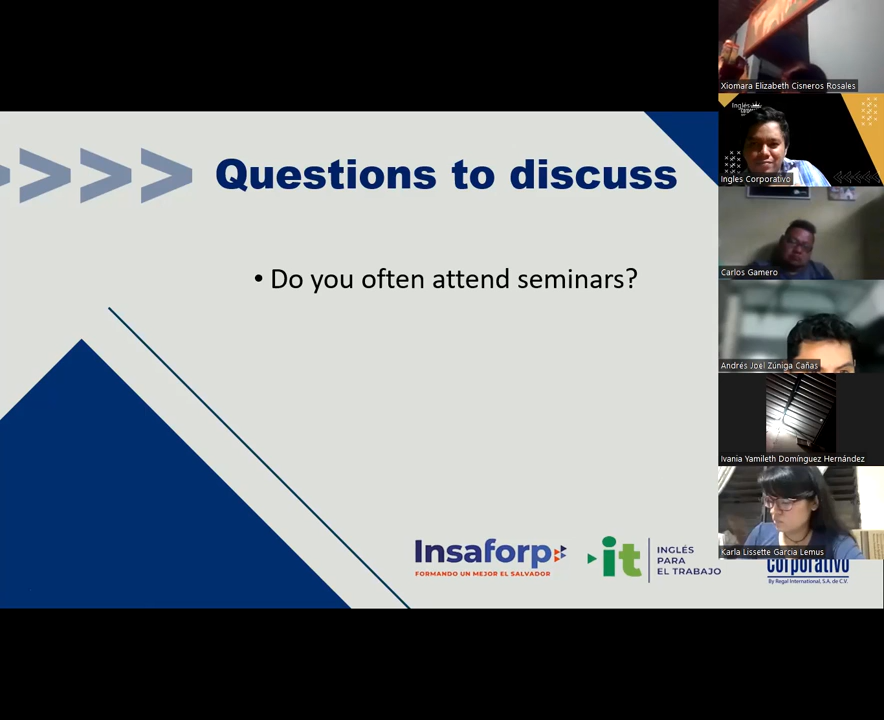 Questions to discuss
• Do you often attend seminars?
Insaforp
FORMANDO UN MEJOR EL SALVADOR
it
INGLÉS
PARA
EL TRABAJO
corporativo
By Regal International, S.A. de C.V.
Xiomara Elizabeth Cisneros Rosales
Ingles Corporativo
Carlos Gamero
Andrés Joel Zúniga Cañas
Ivania Yamileth Domínguez Hernández
Karla Lissette Garcia Lemus